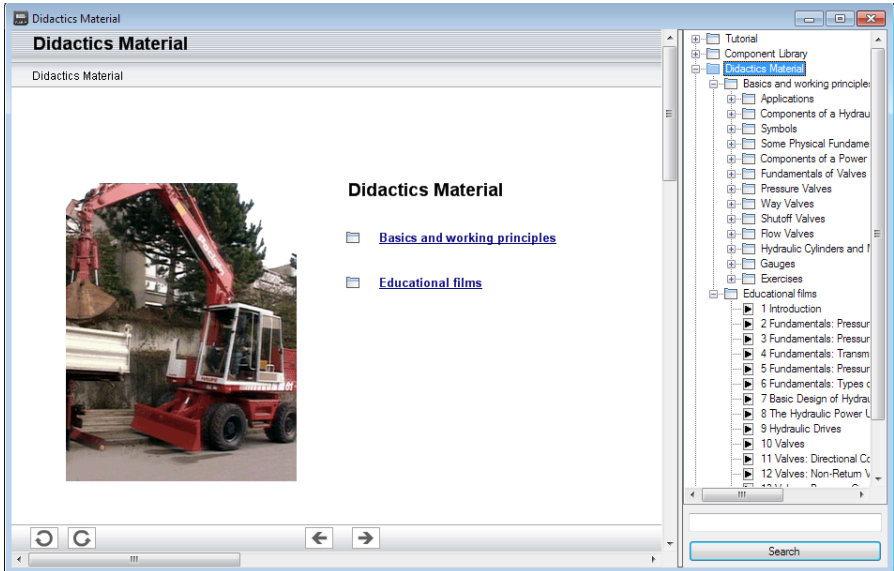 Didactics Material
Didactics Material
Didactics Material
Didactics Material
Basics and working principles
Educational films
Tutorial
Component Library
Didactics Material
Basics and working principles
Applications
Components of a Hydrau
Symbols
Some Physical Fundame
Components of a Power
Fundamentals of Valves
Pressure Valves
Way Valves
Shutoff Valves
Flow Valves
Hydraulic Cylinders and
Gauges
Exercises
Educational films
1 Introduction
2 Fundamentals: Pressur
3 Fundamentals: Pressur
4 Fundamentals: Transm
5 Fundamentals: Pressur
6 Fundamentals: Types
7 Basic Design of Hydrau
8 The Hydraulic Power
9 Hydraulic Drives
10 Valves
11 Valves: Directional Co
12 Valves: Non-Return V
Search